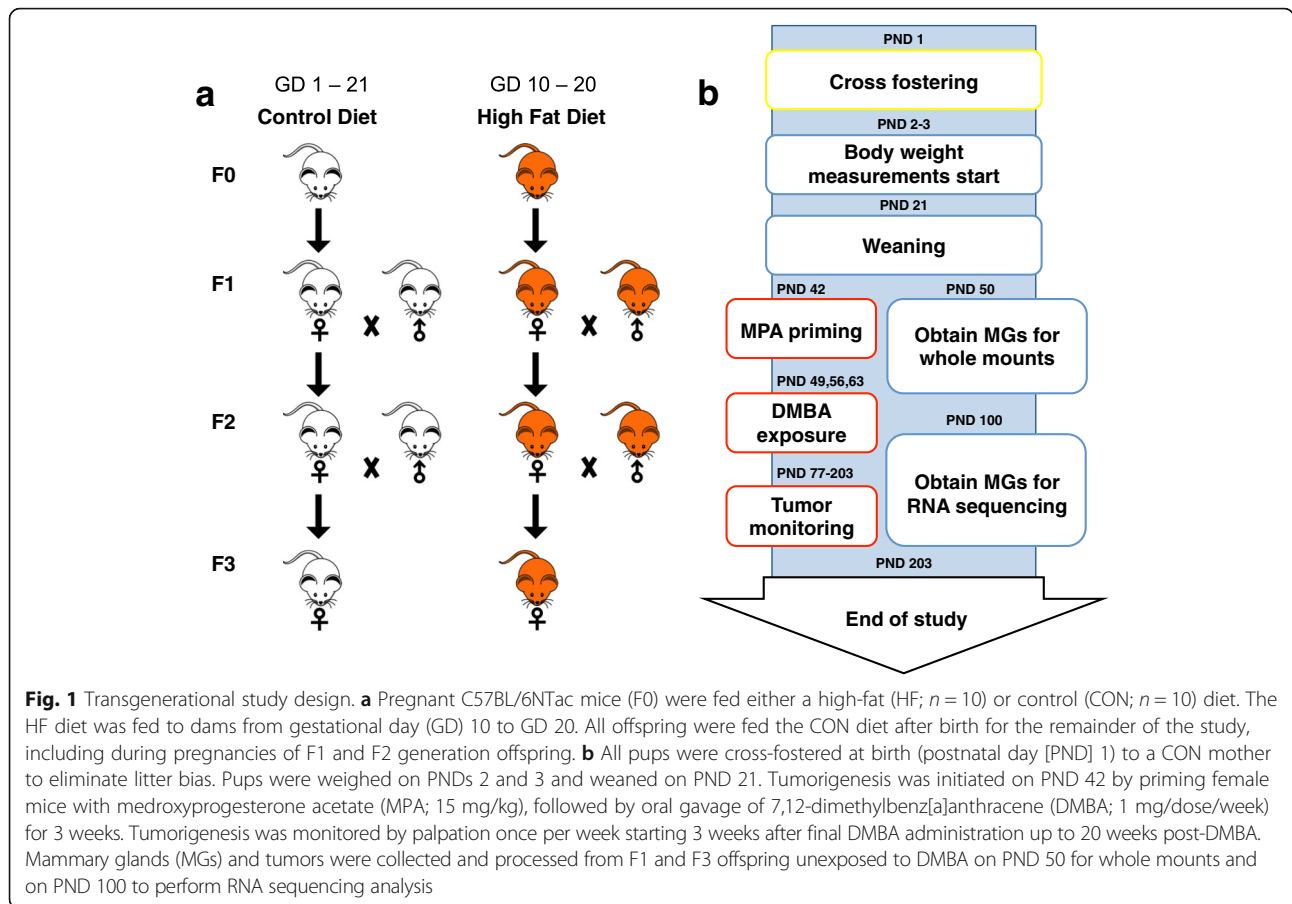 a
GD 1 – 21
Control Diet
GD 10 – 20
High Fat Diet
F0
F1
♀ X ♂
♀ X ♂
F2
♀ X ♂
♀ X ♂
F3
♀
♀
b
PND 1
Cross fostering
PND 2-3
Body weight
measurements start
PND 21
Weaning
PND 42
MPA priming
PND 49,56,63
DMBA
exposure
PND 77-203
Tumor
monitoring
PND 50
Obtain MGs for
whole mounts
PND 100
Obtain MGs for
RNA sequencing
PND 203
End of study
Fig. 1 Transgenerational study design. a Pregnant C57BL/6NTac mice (F0) were fed either a high-fat (HF; n = 10) or control (CON; n = 10) diet. The
HF diet was fed to dams from gestational day (GD) 10 to GD 20. All offspring were fed the CON diet after birth for the remainder of the study,
including during pregnancies of F1 and F2 generation offspring. b All pups were cross-fostered at birth (postnatal day [PND] 1) to a CON mother
to eliminate litter bias. Pups were weighed on PNDs 2 and 3 and weaned on PND 21. Tumorigenesis was initiated on PND 42 by priming female
mice with medroxyprogesterone acetate (MPA; 15 mg/kg), followed by oral gavage of 7,12-dimethylbenz[a]anthracene (DMBA; 1 mg/dose/week)
for 3 weeks. Tumorigenesis was monitored by palpation once per week starting 3 weeks after final DMBA administration up to 20 weeks post-DMBA.
Mammary glands (MGs) and tumors were collected and processed from F1 and F3 offspring unexposed to DMBA on PND 50 for whole mounts and
on PND 100 to perform RNA sequencing analysis